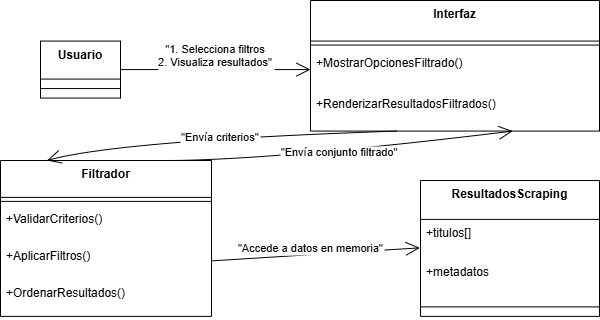 Interfaz
Usuario
"1. Selecciona filtros
2. Visualiza resultados"
+MostrarOpcionesFiltrado()
+RenderizarResultadosFiltrados()
"Envía criterios"
"Envía conjunto filtrado"
Filtrador
+ValidarCriterios()
+AplicarFiltros()
+OrdenarResultados()
"Accede a datos en memoria"
ResultadosScraping
+titulos[]
+metadatos